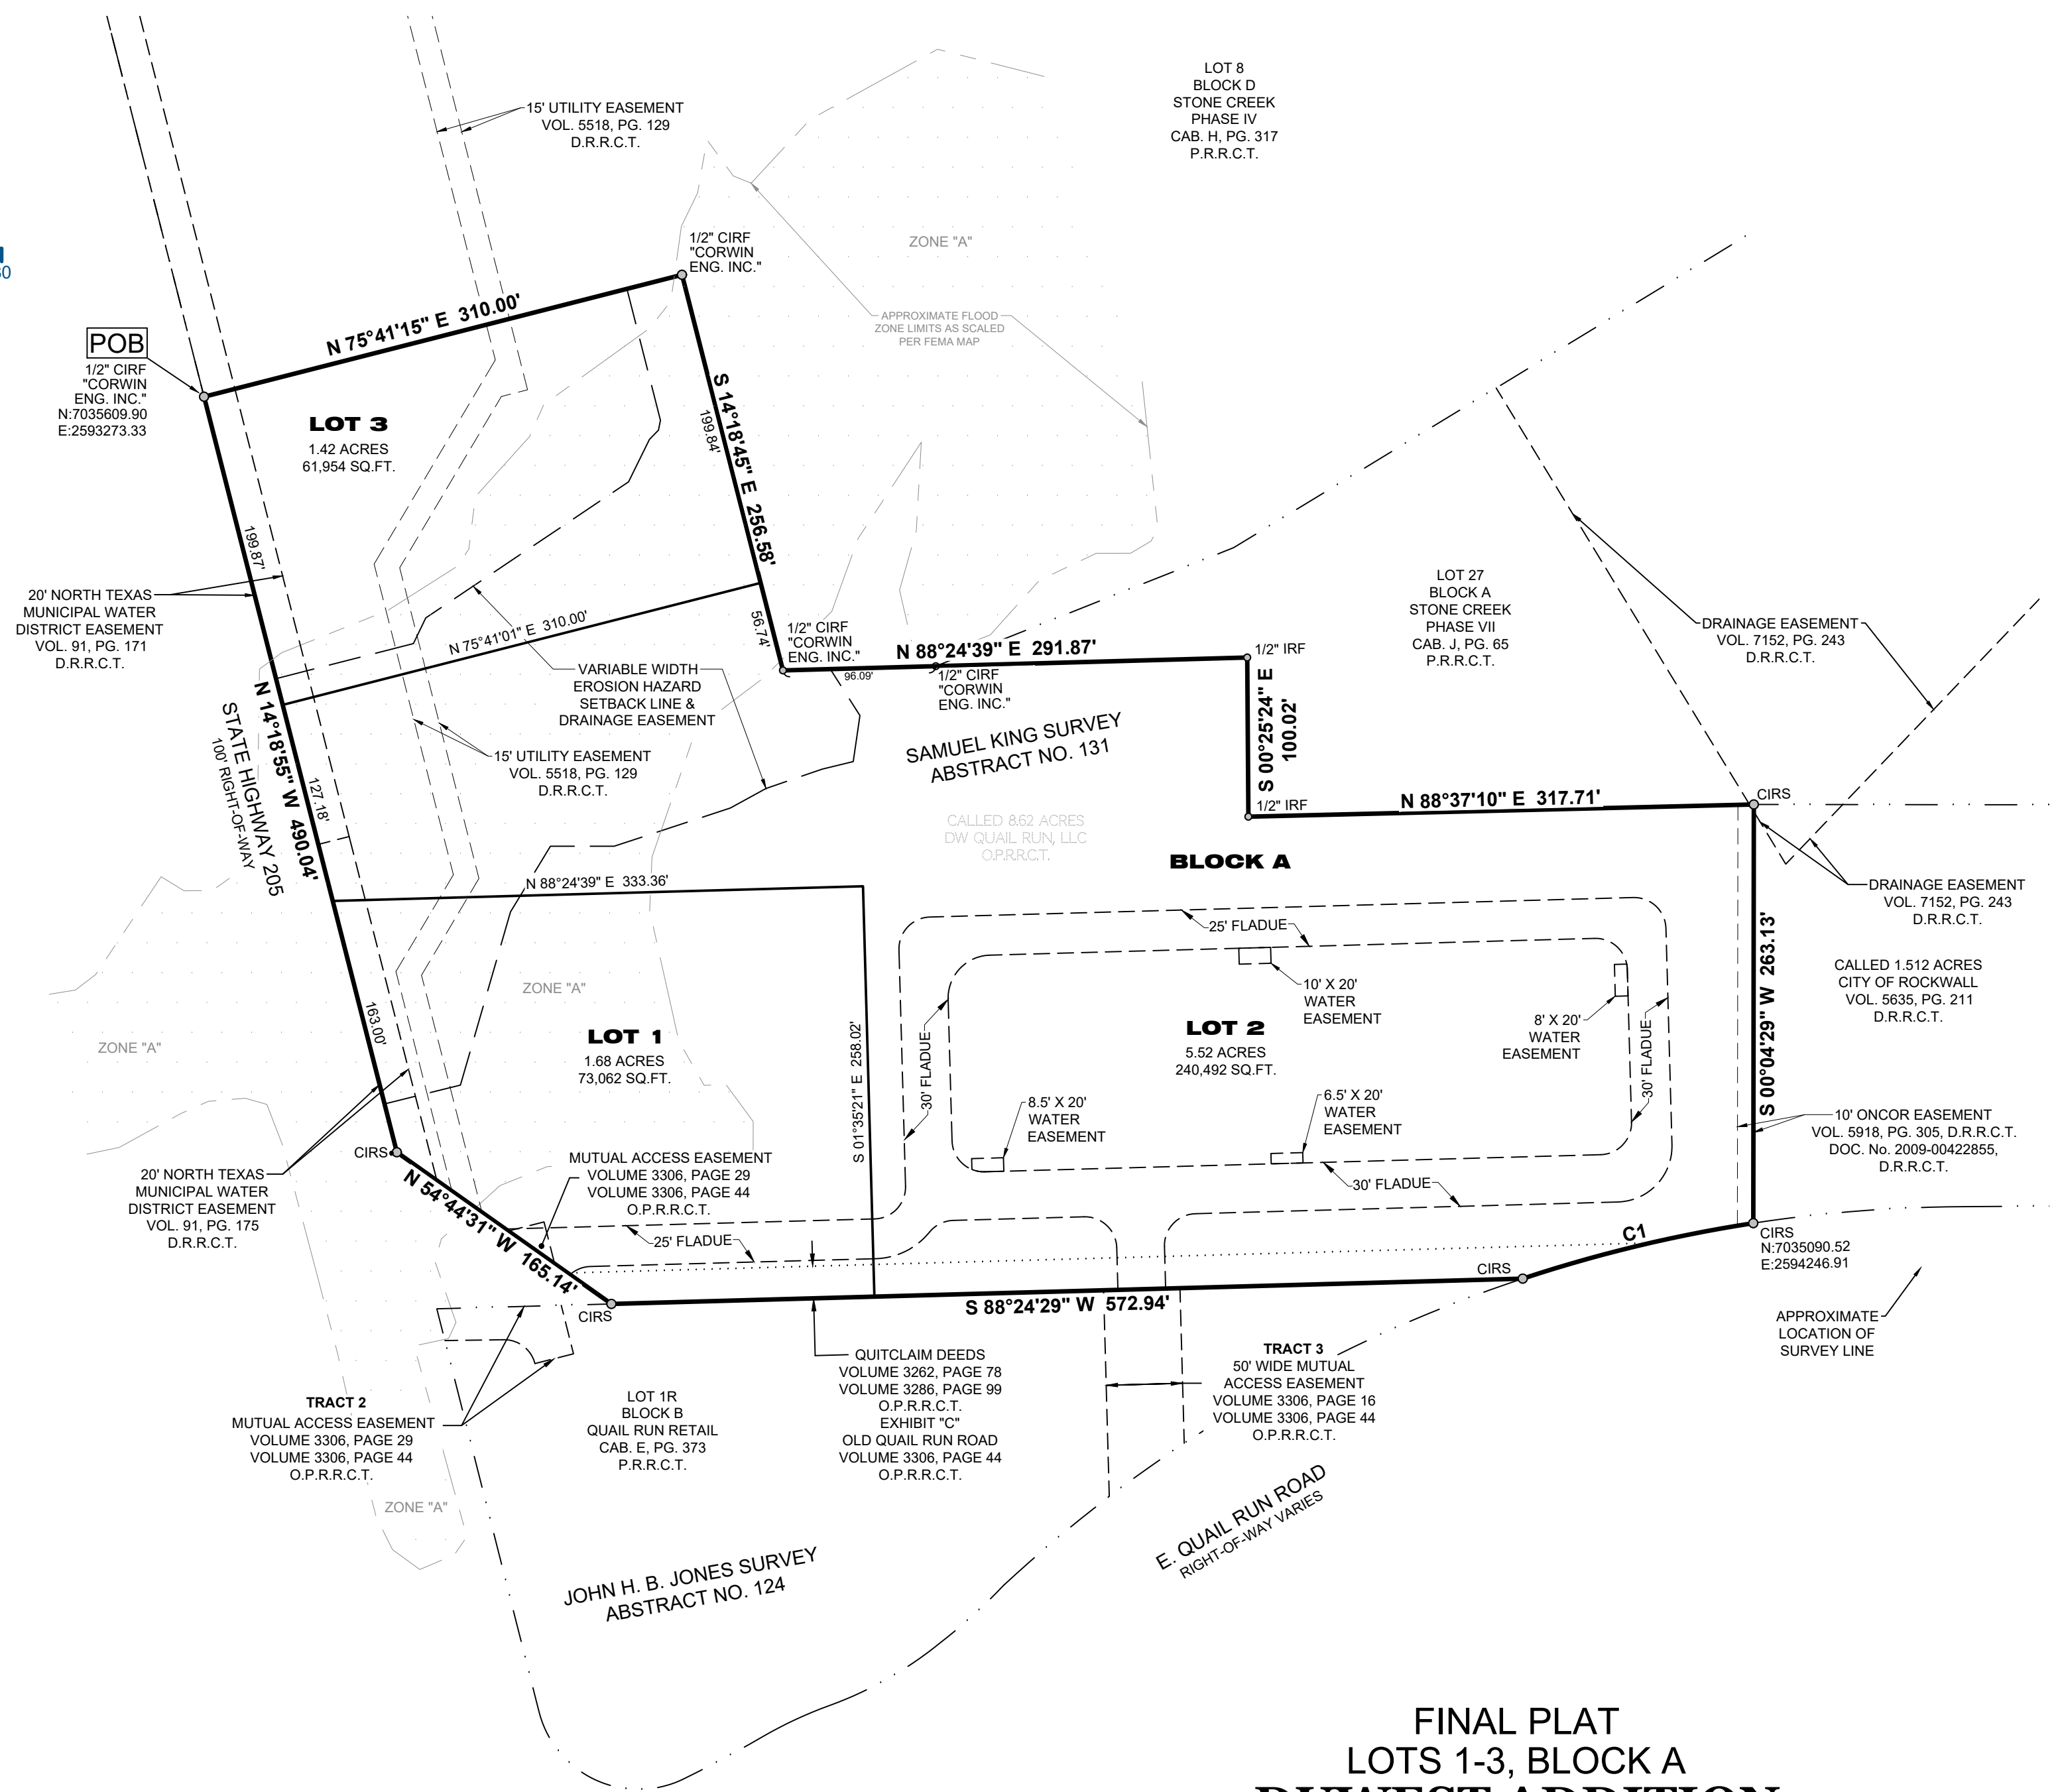 LOT 8
BLOCK D
STONE CREEK
PHASE IV
CAB. H, PG. 317
P.R.R.C.T.
15' UTILITY EASEMENT
VOL. 5518, PG. 129
D.R.R.C.T.
1/2" CIRF
"CORWIN
ENG. INC."
ZONE "A"
APPROXIMATE FLOOD
ZONE LIMITS AS SCALED
PER FEMA MAP
N 75°41'15" E 310.00'
POB
1/2" CIRF
"CORWIN
ENG. INC."
N:7035609.90
E:2593273.33
LOT 3
1.42 ACRES
61,954 SQ.FT.
S 14°18'45" E 256.58'
199.84'
199.87'
20' NORTH TEXAS
MUNICIPAL WATER
DISTRICT EASEMENT
VOL. 91, PG. 171
D.R.R.C.T.
N 75°41'01" E 310.00'
56.74'
1/2" CIRF
"CORWIN
ENG. INC."
N 88°24'39" E 291.87'
96.09'
1/2" CIRF
"CORWIN
ENG. INC."
1/2" IRF
LOT 27
BLOCK A
STONE CREEK
PHASE VII
CAB. J, PG. 65
P.R.R.C.T.
DRAINAGE EASEMENT
VOL. 7152, PG. 243
D.R.R.C.T.
VARIABLE WIDTH
EROSION HAZARD
SETBACK LINE &
DRAINAGE EASEMENT
15' UTILITY EASEMENT
VOL. 5518, PG. 129
D.R.R.C.T.
STATE HIGHWAY 205
100' RIGHT-OF-WAY
N 14°18'55" W 490.04'
127.18'
SAMUEL KING SURVEY
ABSTRACT NO. 131
S 00°25'24" E
100.02'
1/2" IRF
N 88°37'10" E 317.71'
CIRS
CALLED 8.62 ACRES
DW QUAIL RUN, LLC
O.P.R.R.C.T.
BLOCK A
N 88°24'39" E 333.36'
DRAINAGE EASEMENT
VOL. 7152, PG. 243
D.R.R.C.T.
25' FLADUE
S 00°04'29" W 263.13'
CALLED 1.512 ACRES
CITY OF ROCKWALL
VOL. 5635, PG. 211
D.R.R.C.T.
ZONE "A"
ZONE "A"
163.00'
LOT 1
1.68 ACRES
73,062 SQ.FT.
S 01°35'21" E 258.02'
30' FLADUE
10' X 20'
WATER
EASEMENT
LOT 2
5.52 ACRES
240,492 SQ.FT.
8' X 20'
WATER
EASEMENT
30' FLADUE
8.5' X 20'
WATER
EASEMENT
6.5' X 20'
WATER
EASEMENT
10' ONCOR EASEMENT
VOL. 5918, PG. 305, D.R.R.C.T.
DOC. No. 2009-00422855,
D.R.R.C.T.
CIRS
20' NORTH TEXAS
MUNICIPAL WATER
DISTRICT EASEMENT
VOL. 91, PG. 175
D.R.R.C.T.
MUTUAL ACCESS EASEMENT
VOLUME 3306, PAGE 29
VOLUME 3306, PAGE 44
O.P.R.R.C.T.
30' FLADUE
25' FLADUE
N 54°44'31" W 165.14'
C1
CIRS
N:7035090.52
E:2594246.91
CIRS
CIRS
S 88°24'29" W 572.94'
APPROXIMATE
LOCATION OF
SURVEY LINE
TRACT 2
MUTUAL ACCESS EASEMENT
VOLUME 3306, PAGE 29
VOLUME 3306, PAGE 44
O.P.R.R.C.T.
LOT 1R
BLOCK B
QUAIL RUN RETAIL
CAB. E, PG. 373
P.R.R.C.T.
QUITCLAIM DEEDS
VOLUME 3262, PAGE 78
VOLUME 3286, PAGE 99
O.P.R.R.C.T.
EXHIBIT "C"
OLD QUAIL RUN ROAD
VOLUME 3306, PAGE 44
O.P.R.R.C.T.
TRACT 3
50' WIDE MUTUAL
ACCESS EASEMENT
VOLUME 3306, PAGE 16
VOLUME 3306, PAGE 44
O.P.R.R.C.T.
ZONE "A"
E. QUAIL RUN ROAD
RIGHT-OF-WAY VARIES
JOHN H. B. JONES SURVEY
ABSTRACT NO. 124
FINAL PLAT
LOTS 1-3, BLOCK A